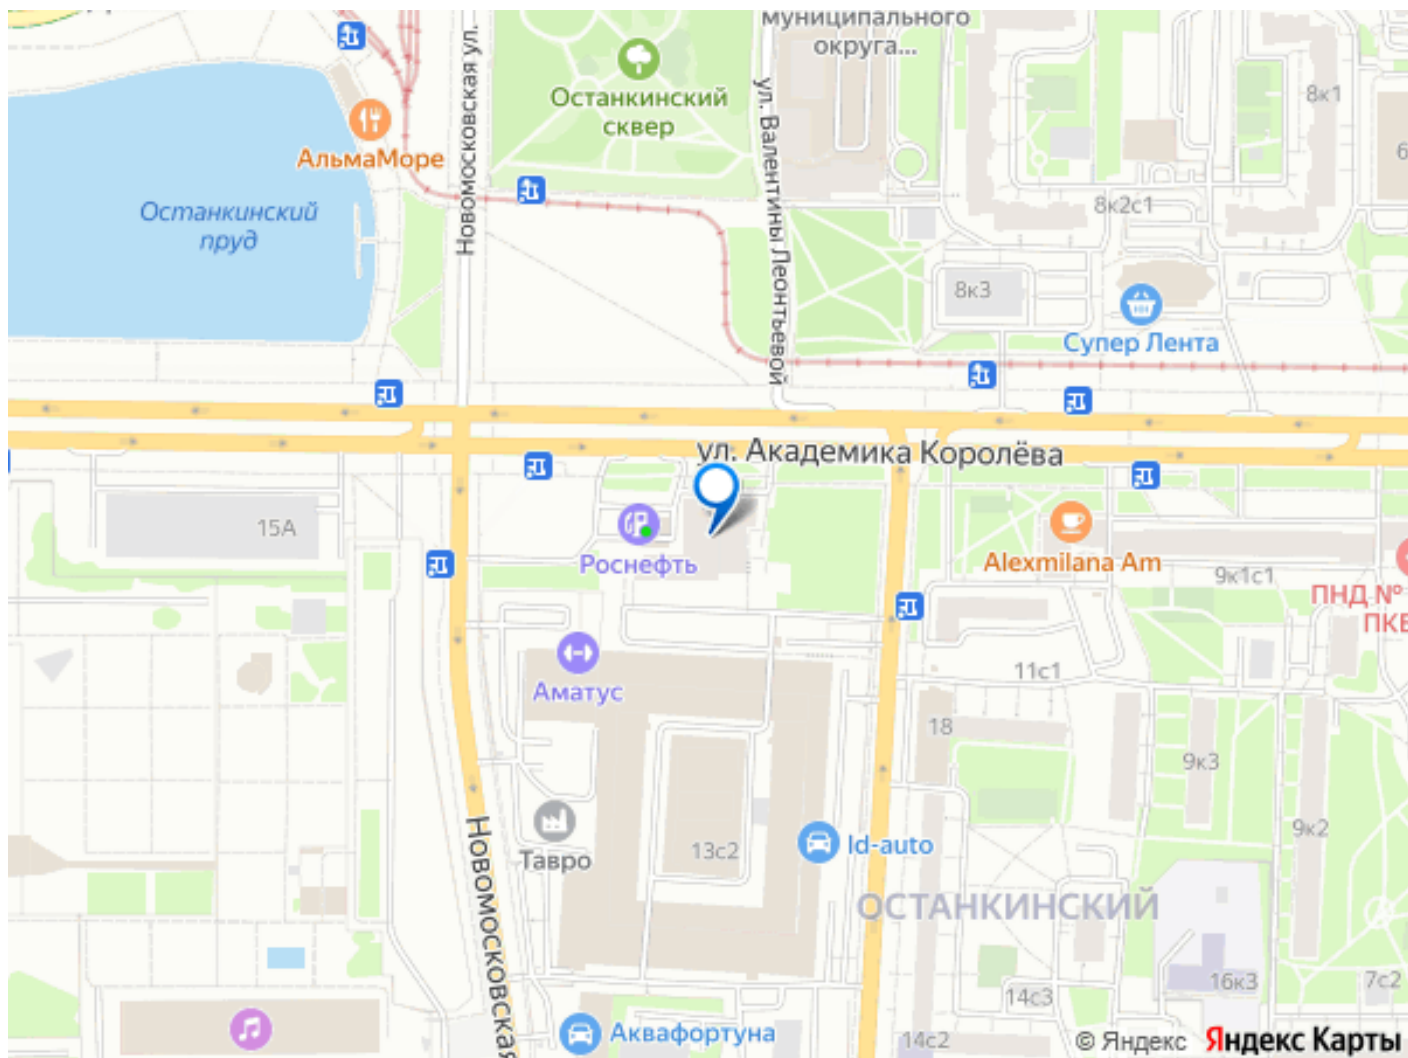 муниципального
округа...
Новомосковская ул.
Останкинский
сквер
ул. Валентины Леонтьевой
8к1
АльмаМоре
Останкинский
пруд
8к2с1
8к3
Супер Лента
ул. Академика Королёва
15А
Роснефть
Alexmilana Am
9к1с1
ПНД №
Аматус
11с1
18
9к3
Новомосковская
Тавро
13с2
Id-auto
9к2
ОСТАНКИНСКИЙ
16к3
7с2
14с3
Аквафортуна
14с2
© Яндекс Яндекс Карты